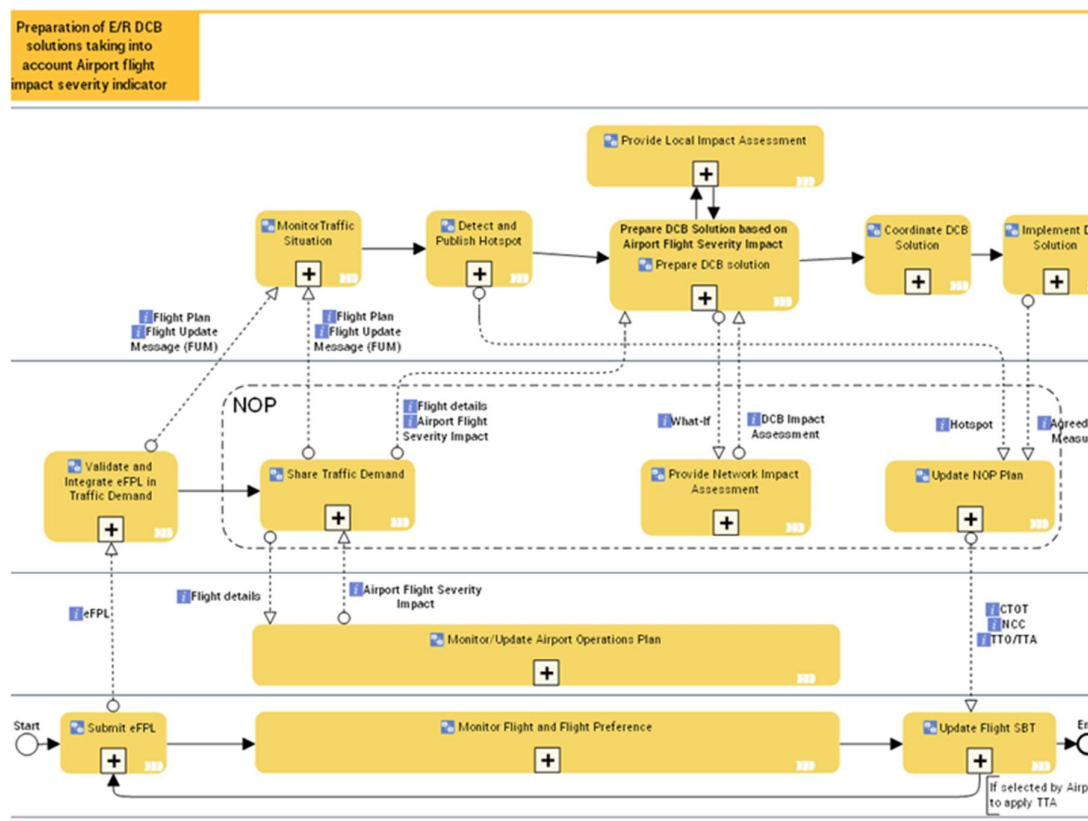 Preparation of E/R DCB
solutions taking into
account Airport flight
impact severity indicator
Provide Local Impact Assessment
MonitorTraffic
Situation
Detect and
Publish Hotspot
Prepare DCB Solution based on
Airport Flight Severity Impact
Prepare DCB solution
Coordinate DCB
Solution
Implement D
Solution
Flight Plan
Flight Update
Message (FUM)
Flight Plan
Flight Update
Message (FUM)
NOP
Flight details
Airport Flight
Severity Impact
What-If
DCB Impact
Assessment
Hotspot
Agreed
Measu
Validate and
Integrate eFPL in
Traffic Demand
Share Traffic Demand
Provide Network Impact
Assessment
Update NOP Plan
eFPL
Flight details
Airport Flight Severity
Impact
CTOT
NCC
TTO/TTA
Monitor/Update Airport Operations Plan
Start
Submit eFPL
Monitor Flight and Flight Preference
Update Flight SBT
En
If selected by Airp
to apply TTA